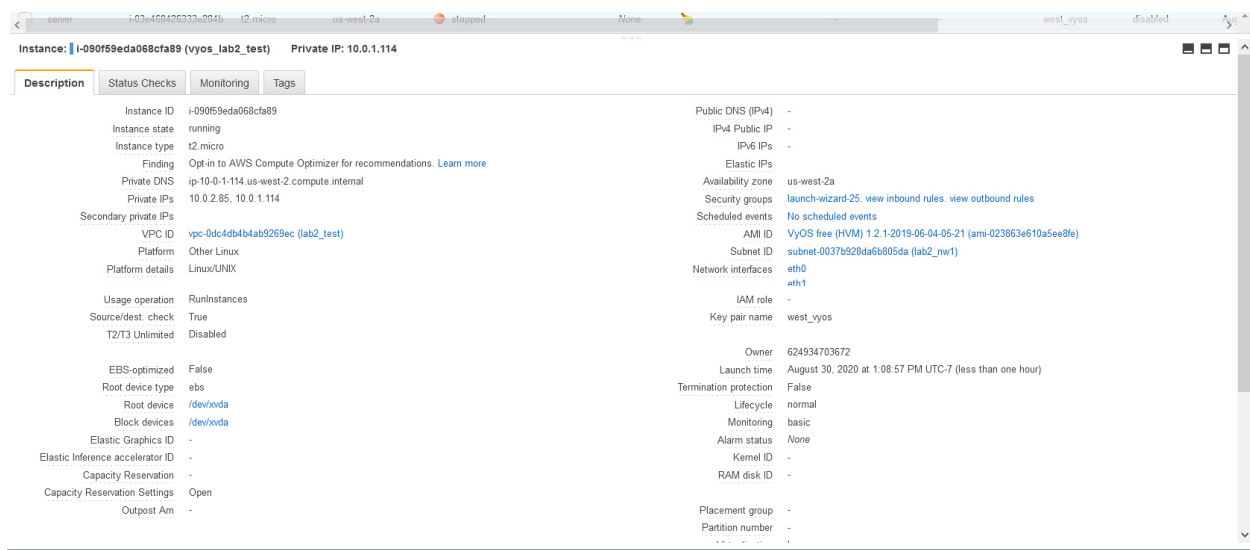 server i-03e468426333e284b t2.micro us-west-2a stopped None - - west_vyos disabled
Instance: i-090f59eda068cfa89 (vyos_lab2_test) Private IP: 10.0.1.114
Description Status Checks Monitoring Tags
Instance ID i-090f59eda068cfa89 Public DNS (IPv4) -
Instance state running IPv4 Public IP -
Instance type t2.micro IPv6 IPs -
Finding Opt-in to AWS Compute Optimizer for recommendations. Learn more Elastic IPs
Private DNS ip-10-0-1-114.us-west-2.compute.internal Availability zone us-west-2a
Private IPs 10.0.2.85, 10.0.1.114 Security groups launch-wizard-25. view inbound rules. view outbound rules
Secondary private IPs Scheduled events No scheduled events
VPC ID vpc-0dc4db4b4ab9269ec (lab2_test) AMI ID VyOS free (HVM) 1.2.1-2019-06-04-05-21 (ami-023863e610a5ee8fe)
Platform Other Linux Subnet ID subnet-0037b928da6b805da (lab2_nw1)
Platform details Linux/UNIX Network interfaces eth0
eth1
Usage operation RunInstances IAM role -
Source/dest. check True Key pair name west_vyos
T2/T3 Unlimited Disabled
Owner 624934703672
EBS-optimized False Launch time August 30, 2020 at 1:08:57 PM UTC-7 (less than one hour)
Root device type ebs Termination protection False
Root device /dev/xvda Lifecycle normal
Block devices /dev/xvda Monitoring basic
Elastic Graphics ID - Alarm status None
Elastic Inference accelerator ID - Kernel ID -
Capacity Reservation - RAM disk ID -
Capacity Reservation Settings Open
Outpost Arn - Placement group -
Partition number -